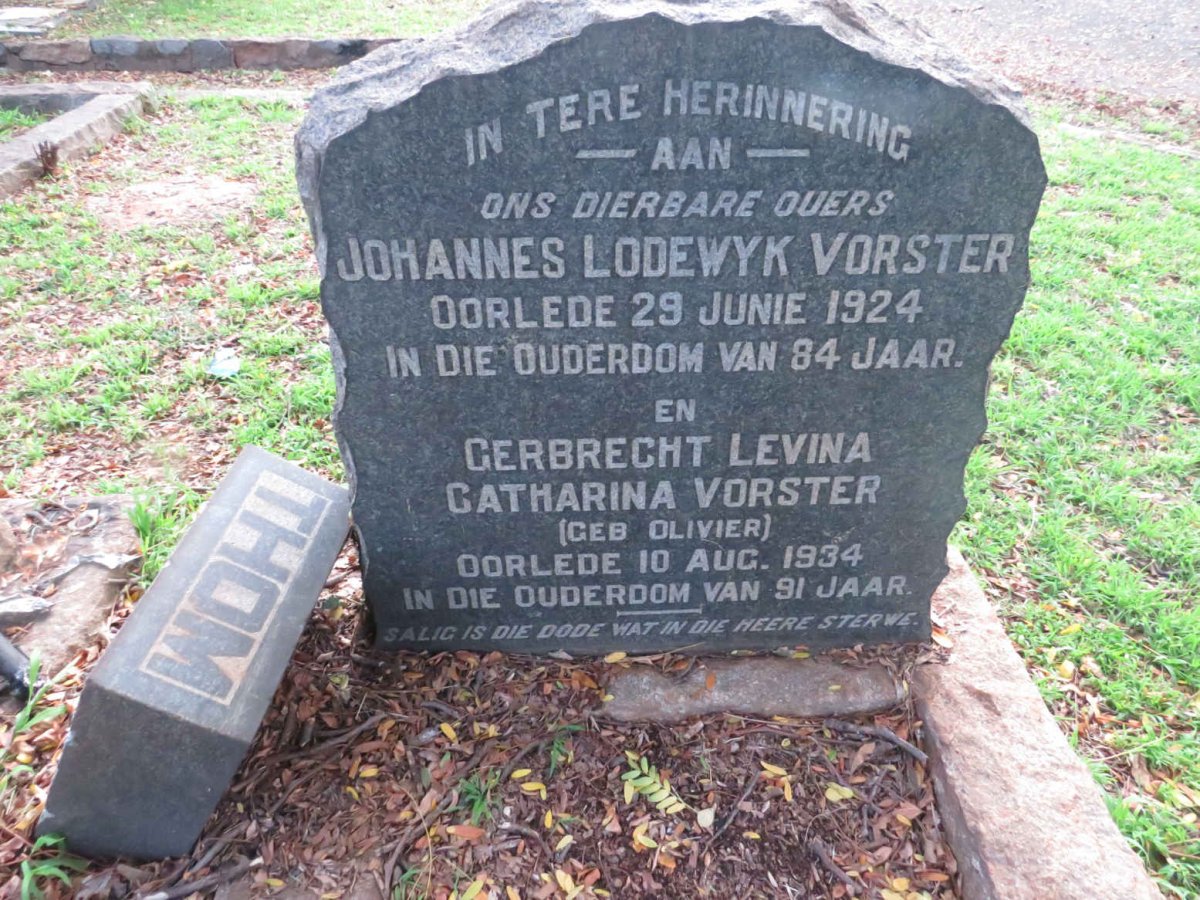 IN TERE HERINNERING
— AAN —
ONS DIERBARE OUERS
JOHANNES LODEWYK VORSTER
OORLEDE 29 JUNIE 1924
IN DIE OUDERDOM VAN 84 JAAR.
EN
GERBRECHT LEVINA
CATHARINA VORSTER
(GEB OLIVIER)
OORLEDE 10 AUG. 1934
IN DIE OUDERDOM VAN 91 JAAR.
SALIG IS DIE DODE WAT IN DIE HEERE STERWE.